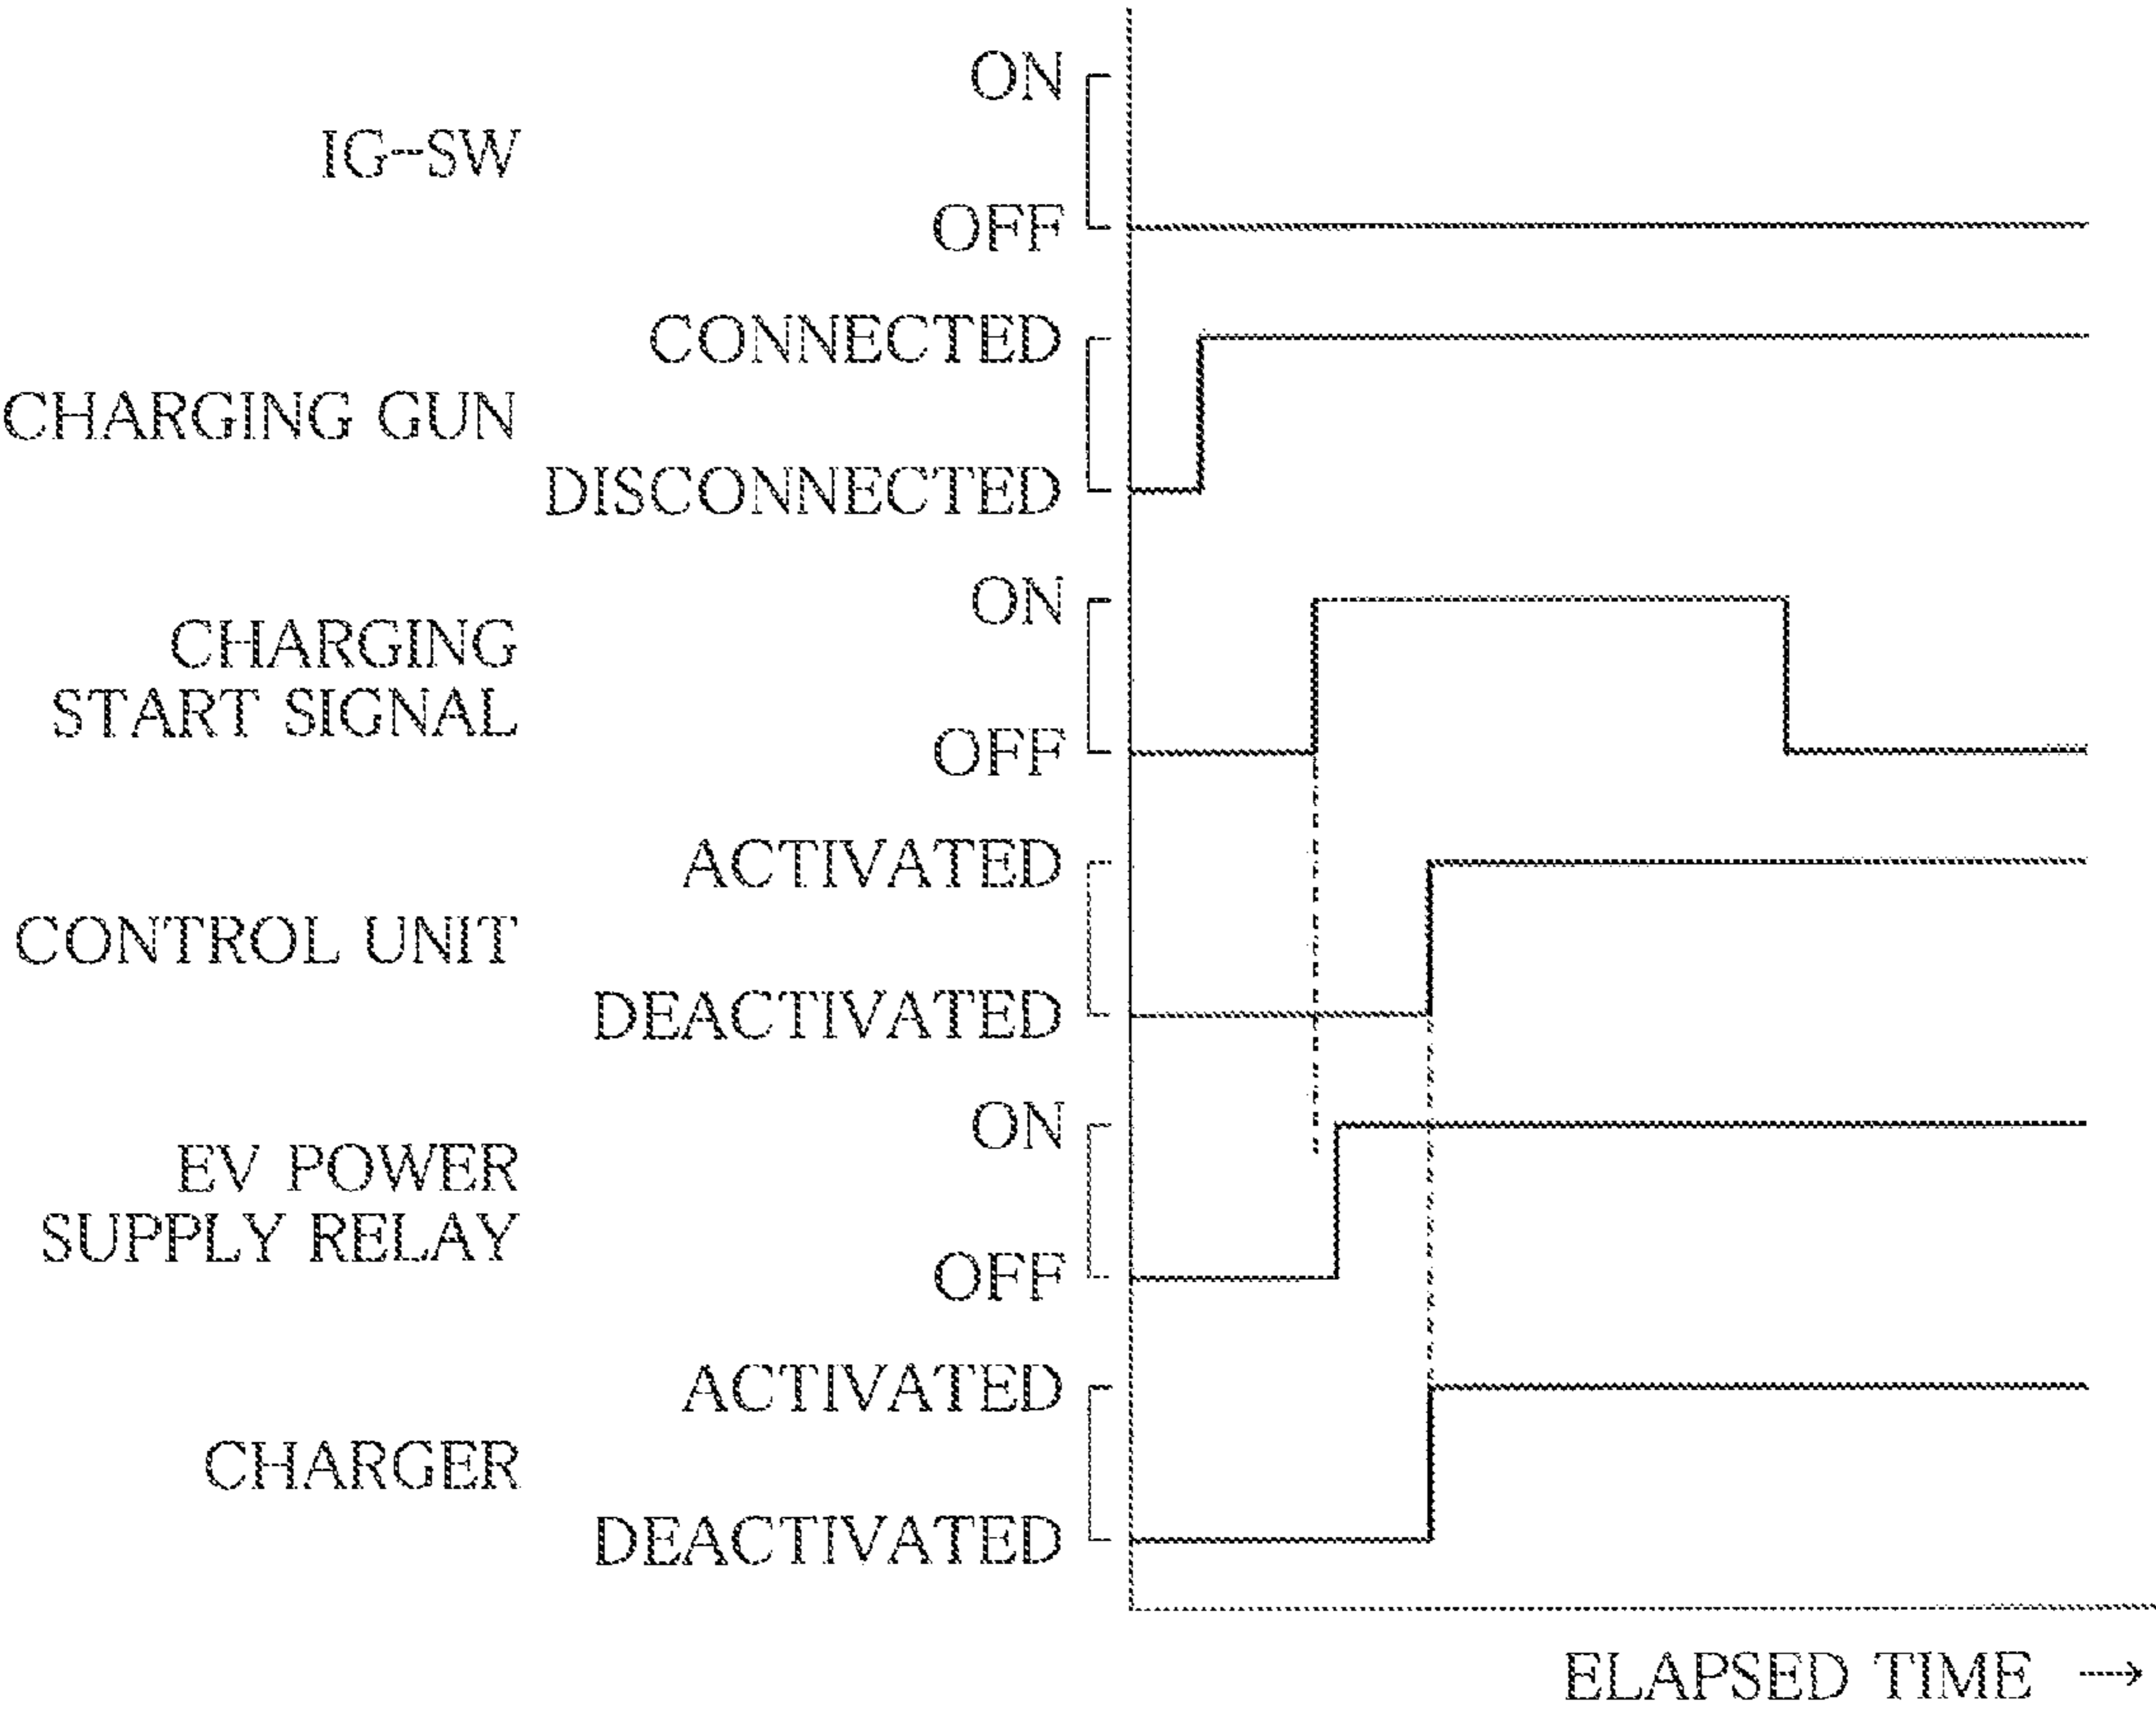 ON
IG-SW
OFF
CONNECTED
CHARGING GUN
DISCONNECTED
ON
CHARGING
START SIGNAL
OFF
ACTIVATED
CONTROL UNIT
DEACTIVATED
ON
EV POWER
SUPPLY RELAY
OFF
ACTIVATED
CHARGER
DEACTIVATED
ELAPSED TIME →